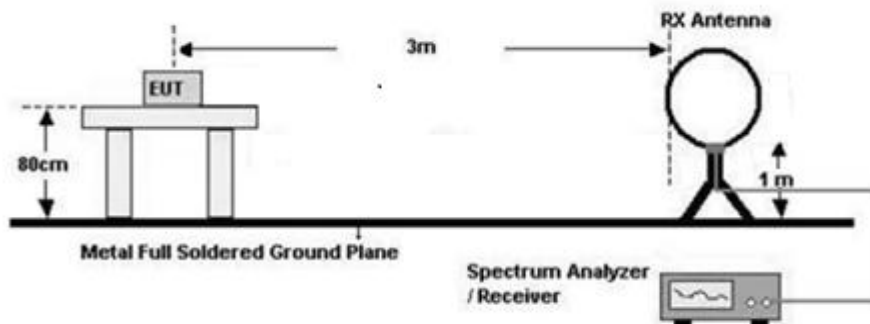 RX Antenna
3m
EUT
80cm
1 m
Metal Full Soldered Ground Plane
Spectrum Analyzer
/ Receiver